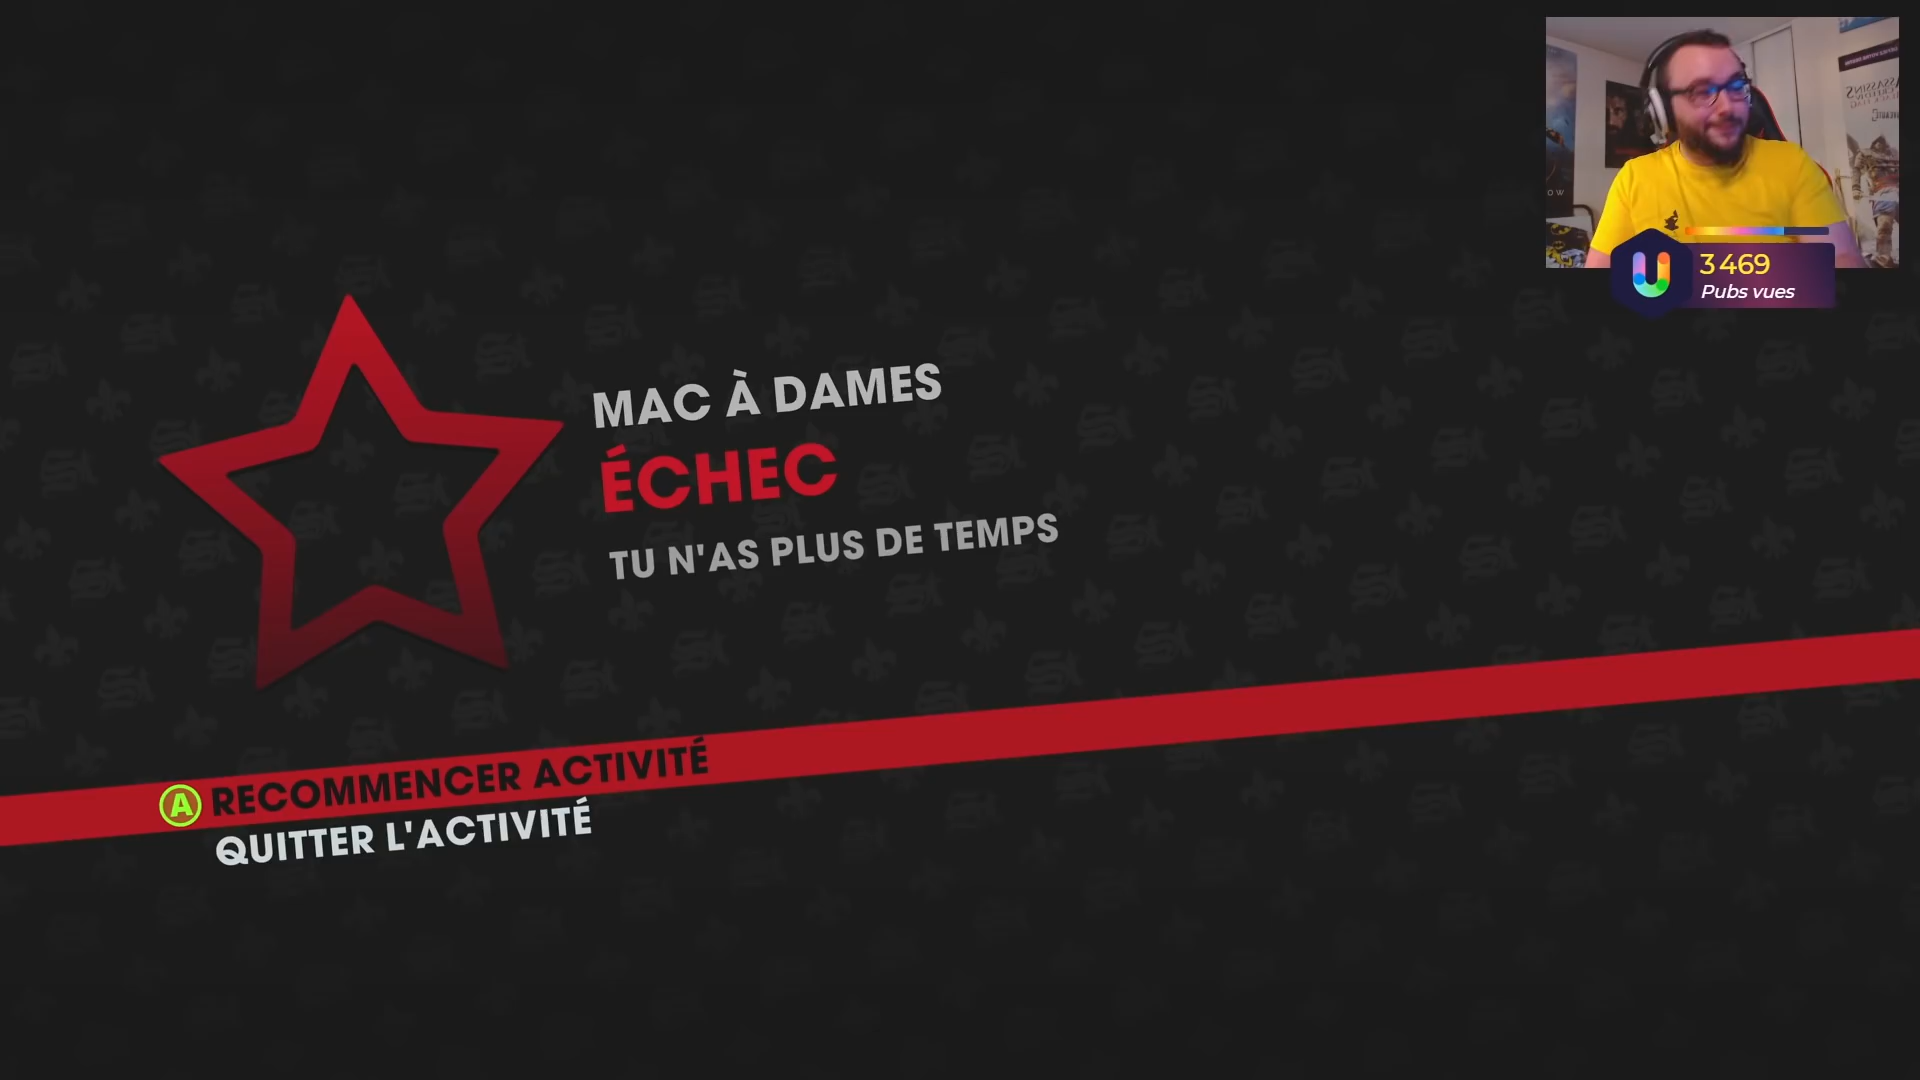 MAC À DAMES
ÉCHEC
TU N'AS PLUS DE TEMPS
A RECOMMENCER ACTIVITÉ
QUITTER L'ACTIVITÉ
3 469
Pubs vues